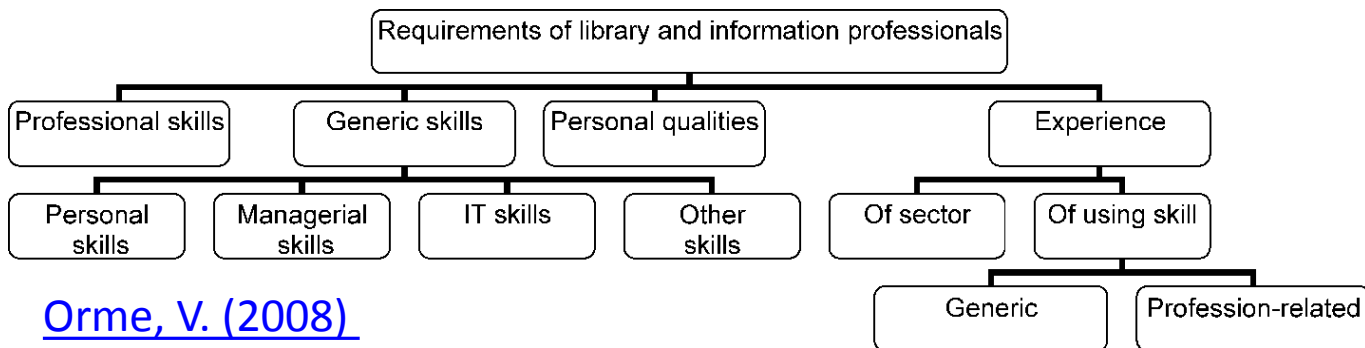 Requirements of library and information professionals
Professional skills
Generic skills
Personal qualities
Experience
Personal
skills
Managerial
skills
IT skills
Other
skills
Of sector
Of using skill
Generic
Profession-related
Orme, V. (2008)